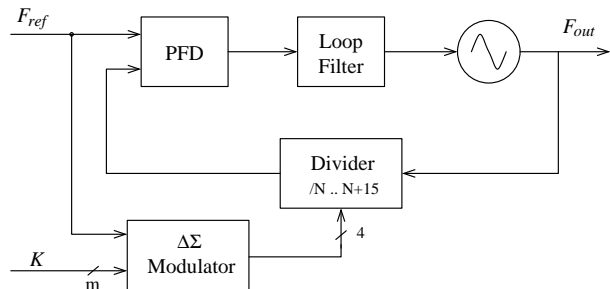 F_ref
PFD
Loop
Filter
F_out
Divider
/N .. N+15
4
ΔΣ
Modulator
K
m